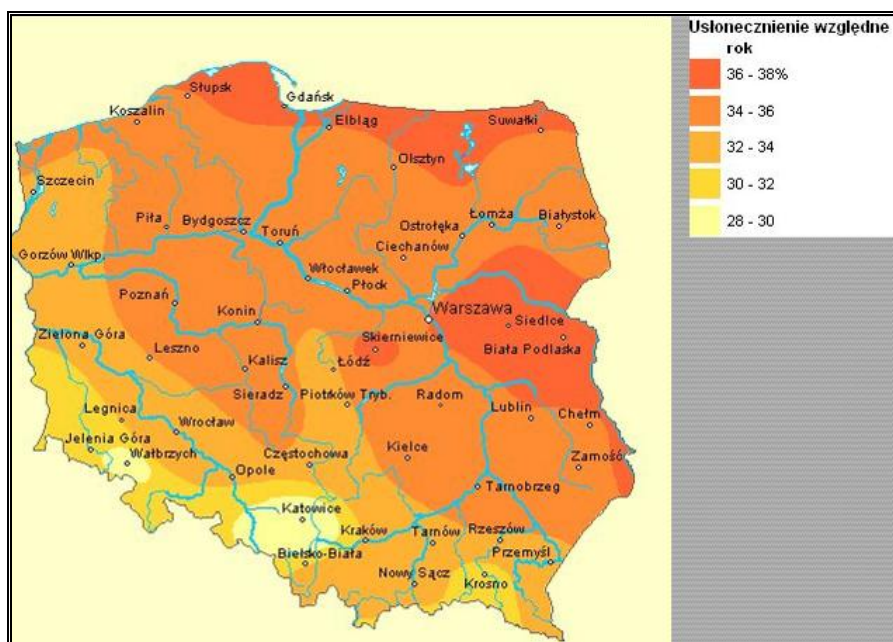 Usłonecznienie względne
rok
36 - 38%
34 - 36
32 - 34
30 - 32
28 - 30
Słupsk
Gdańsk
Koszalin
Elbląg
Suwałki
Olsztyn
Szczecin
Piła
Bydgoszcz
Toruń
Ostrołęka
Łomża
Białystok
Ciechanów
Gorzów Wlkp.
Włocławek
Płock
Poznań
Konin
Warszawa
Siedlce
Skierniewice
Biała Podlaska
Zielona Góra
Leszno
Kalisz
Łódź
Sieradz
Piotrków Tryb.
Radom
Lublin
Chełm
Legnica
Wrocław
Jelenia Góra
Wałbrzych
Częstochowa
Kielce
Zamość
Opole
Tarnobrzeg
Katowice
Kraków
Tarnów
Rzeszów
Bielsko-Biała
Przemyśl
Nowy Sącz
Krosno